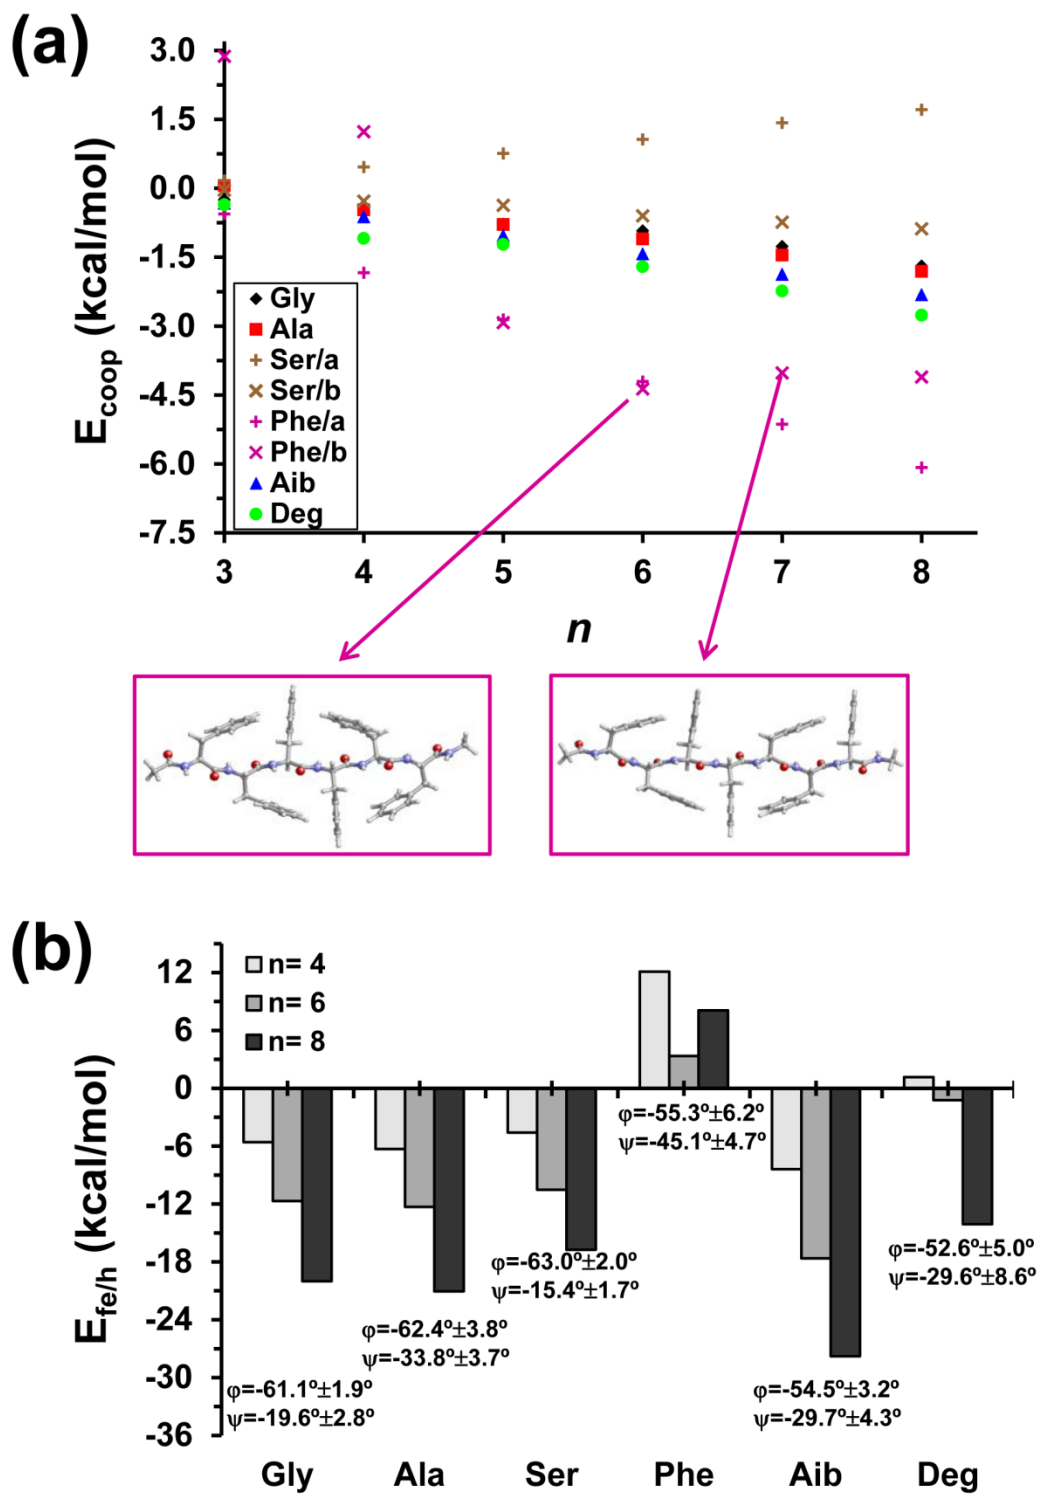 (a)
3.0
1.5
0.0
-1.5
-3.0
-4.5
-6.0
-7.5
E_coop (kcal/mol)
Gly
Ala
Ser/a
Ser/b
Phe/a
Phe/b
Aib
Deg
3 4 5 6 7 8
n
(b)
12
6
0
-6
-12
-18
-24
-30
-36
E_fe/h (kcal/mol)
n= 4
n= 6
n= 8
φ=-55.3º±6.2º
ψ=-45.1º±4.7º
φ=-52.6º±5.0º
ψ=-29.6º±8.6º
φ=-63.0º±2.0º
ψ=-15.4º±1.7º
φ=-62.4º±3.8º
ψ=-33.8º±3.7º
φ=-61.1º±1.9º
ψ=-19.6º±2.8º
φ=-54.5º±3.2º
ψ=-29.7º±4.3º
Gly Ala Ser Phe Aib Deg